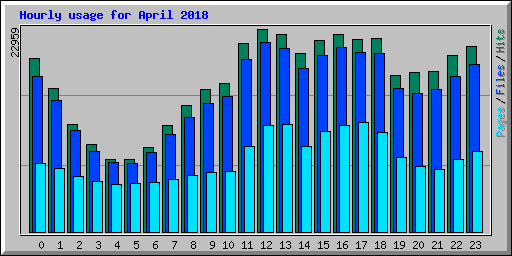 Hourly usage for April 2018
22959
Pages / Files / Hits
0 1 2 3 4 5 6 7 8 9 10 11 12 13 14 15 16 17 18 19 20 21 22 23